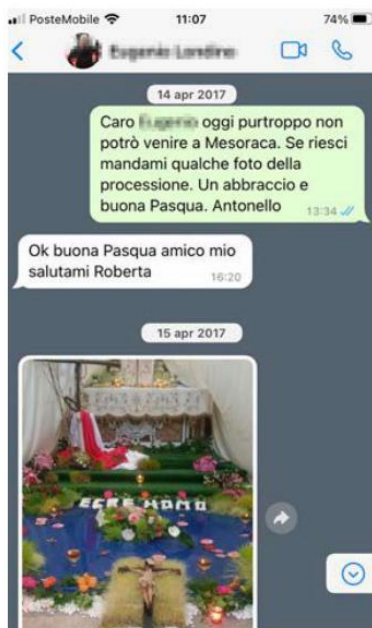 PosteMobile 11:07 74%
14 apr 2017
Caro oggi purtroppo non
potrò venire a Mesoraca. Se riesci
mandami qualche foto della
processione. Un abbraccio e
buona Pasqua. Antonello 13:34
Ok buona Pasqua amico mio
salutami Roberta 16:20
15 apr 2017
ECRE HOMO